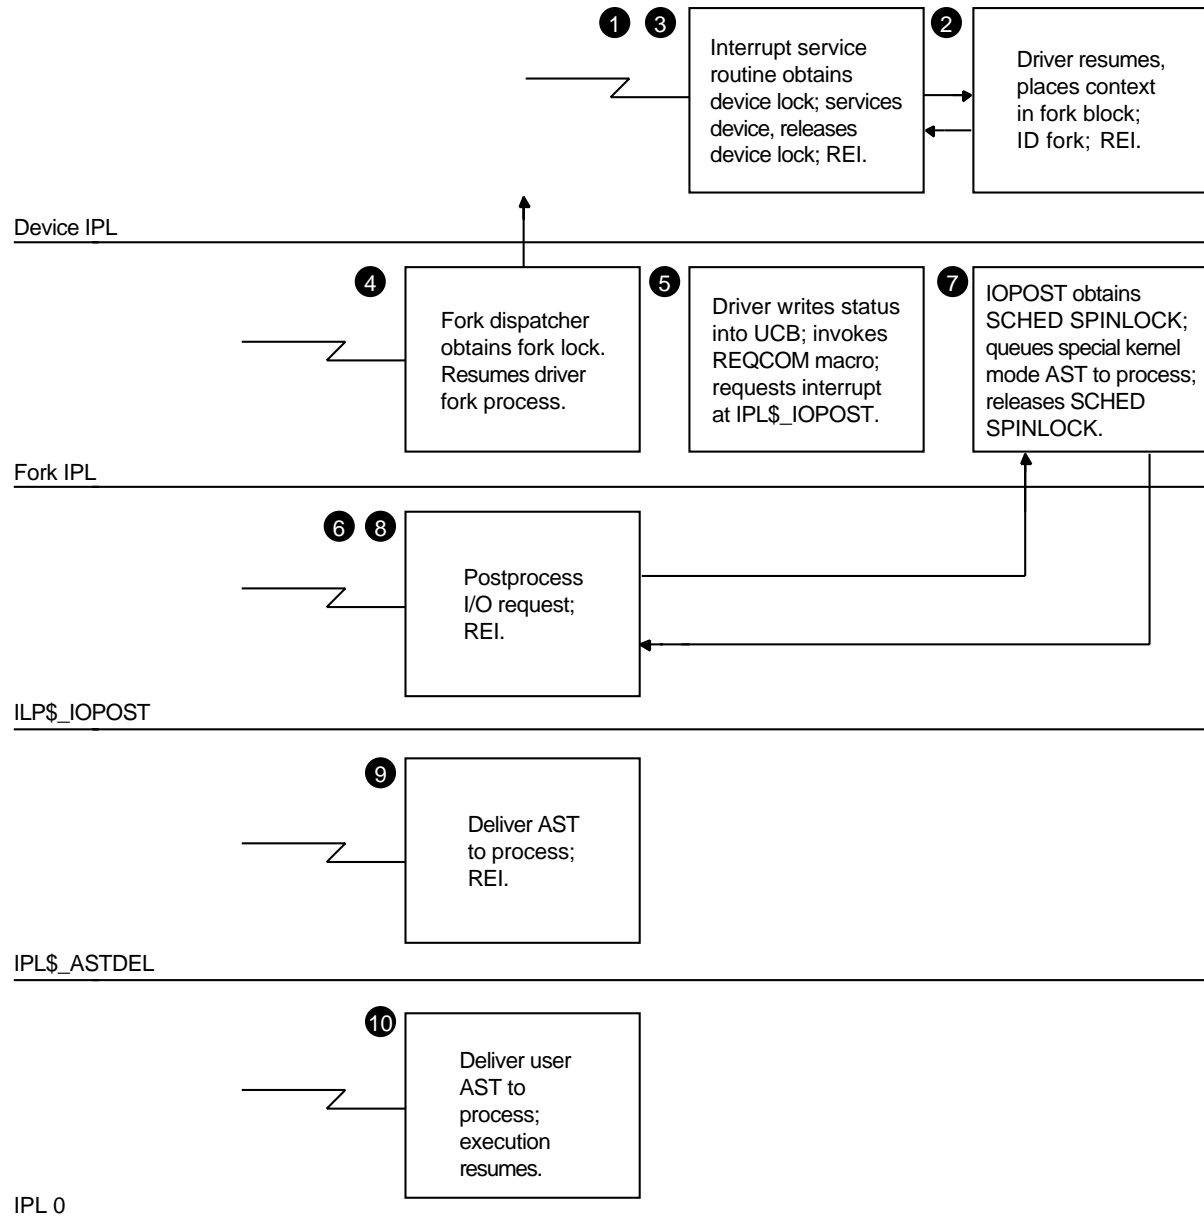 1 3 2
Interrupt service
routine obtains
device lock; services
device, releases
device lock; REI.
Driver resumes,
places context
in fork block;
ID fork; REI.
Device IPL
4
Fork dispatcher
obtains fork lock.
Resumes driver
fork process.
5
Driver writes status
into UCB; invokes
REQCOM macro;
requests interrupt
at IPL$_IOPOST.
7
IOPOST obtains
SCHED SPINLOCK;
queues special kernel
mode AST to process;
releases SCHED
SPINLOCK.
Fork IPL
6 8
Postprocess
I/O request;
REI.
ILP$_IOPOST
9
Deliver AST
to process;
REI.
IPL$_ASTDEL
10
Deliver user
AST to
process;
execution
resumes.
IPL 0